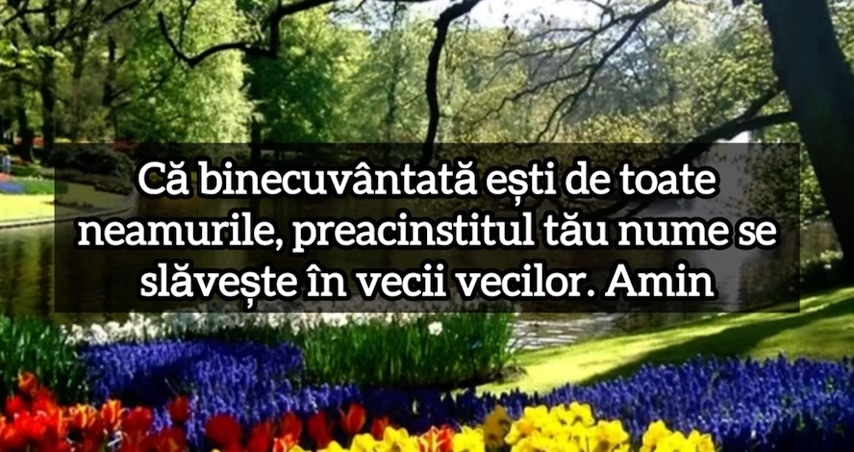 Că binecuvântată ești de toate
neamurile, preacinstitul tău nume se
slăvește în vecii vecilor. Amin